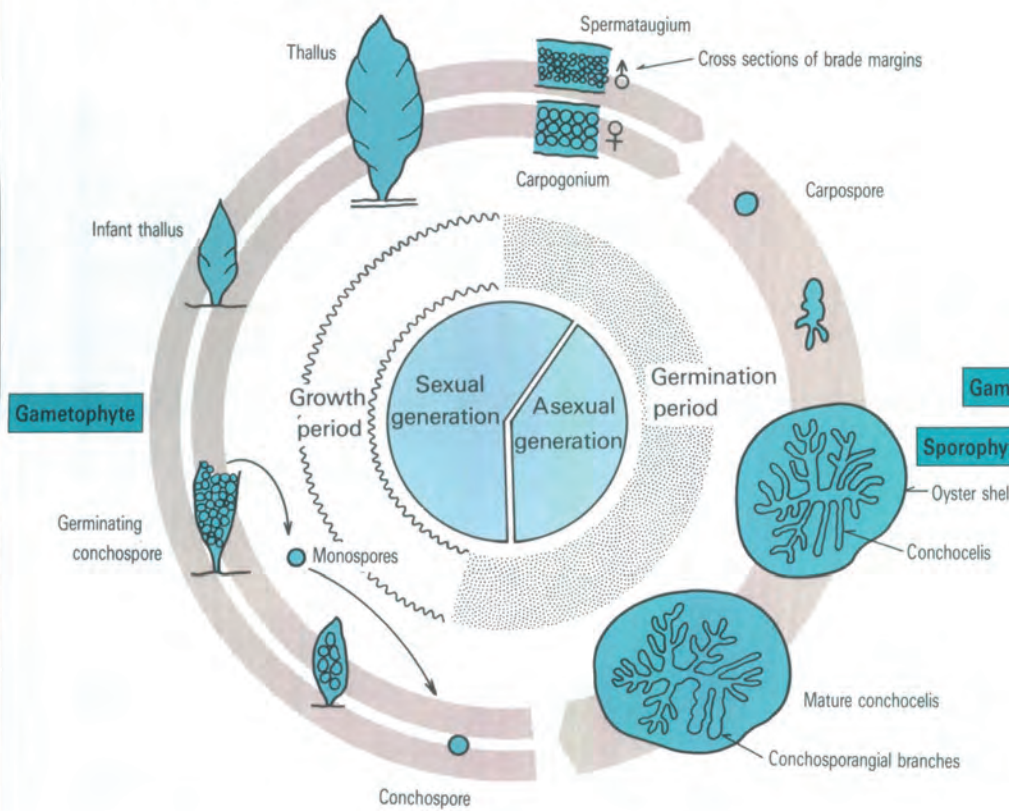 Spermataugium
Thallus
Cross sections of brade margins
Carpogonium
Carpospore
Infant thallus
Growth
period
Sexual
generation
Asexual
generation
Germination
period
Gametophyte
Gam
Sporophy
Oyster shel
Conchocelis
Germinating
conchospore
Monospores
Mature conchocelis
Conchosporangial branches
Conchospore